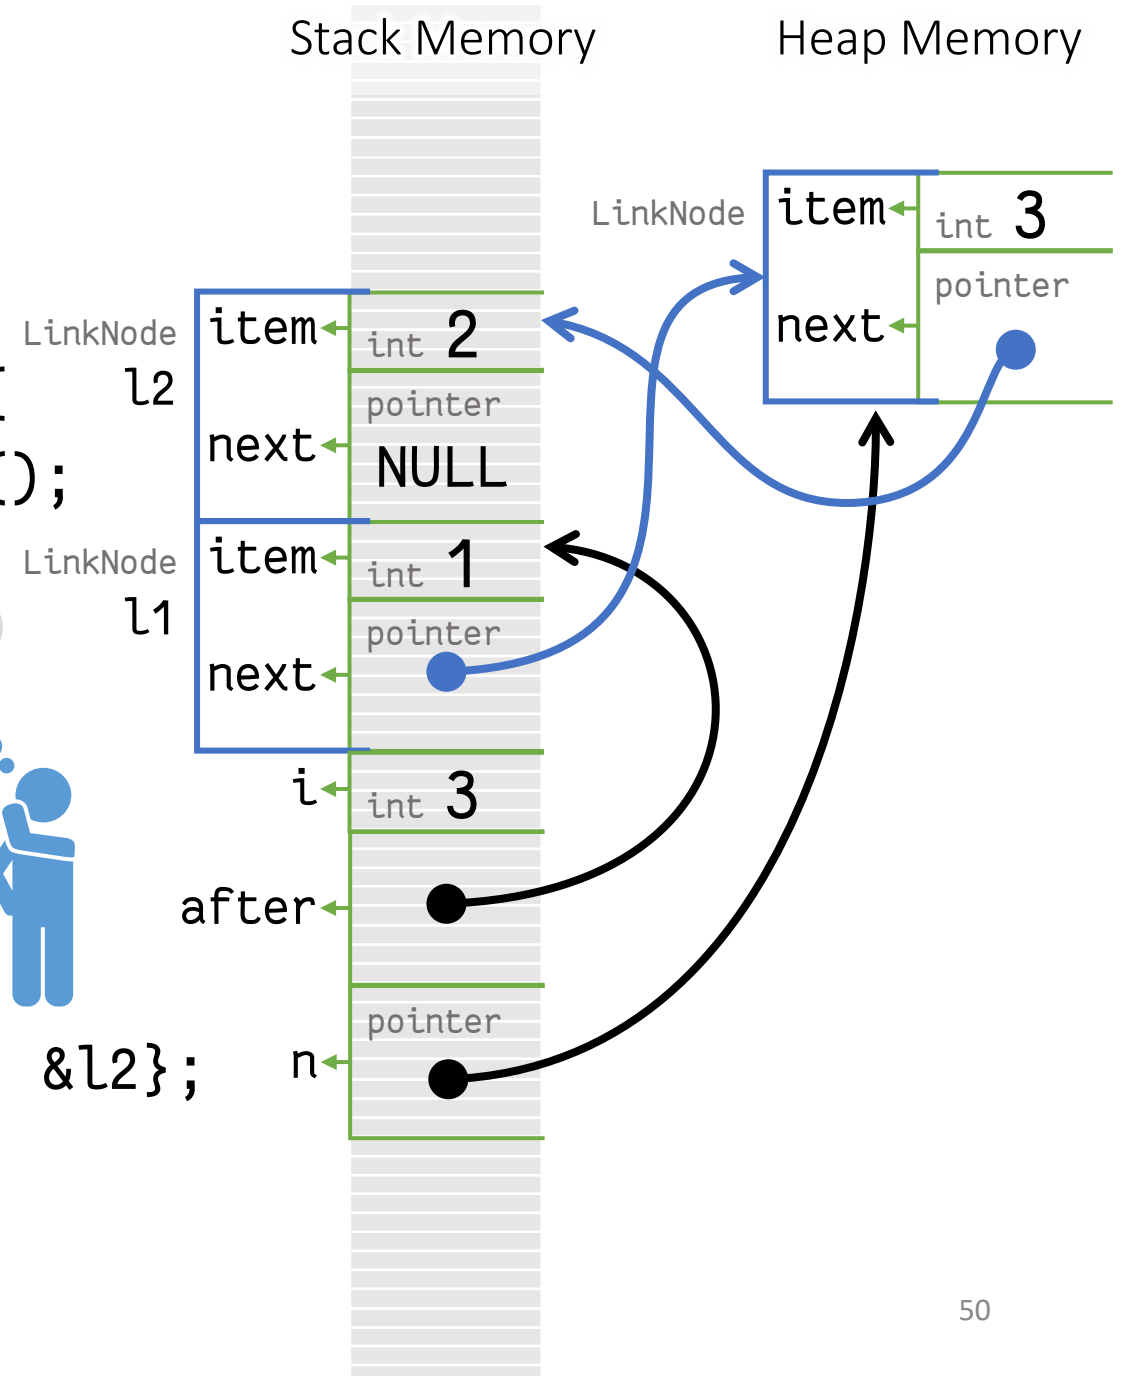 Stack Memory
Heap Memory
LinkNode
item
int 3
pointer
next
LinkNode
l2
item
int 2
pointer
next
NULL
();
LinkNode
l1
item
int 1
pointer
next
i
int 3
after
pointer
n
&l2};
50